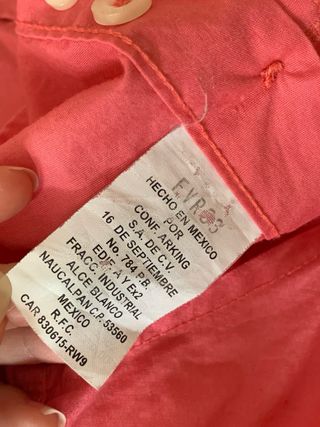 HECHO EN MEXICO
POR
CONF. ARKING
S.A. DE C.V.
16 DE SEPTIEMBRE
No. 784 P.B.
EDIF. A Y Ex2
FRACC. INDUSTRIAL
ALCE BLANCO
NAUCALPAN C.P. 53560
MEXICO
R.F.C.
CAR 830615-RW9